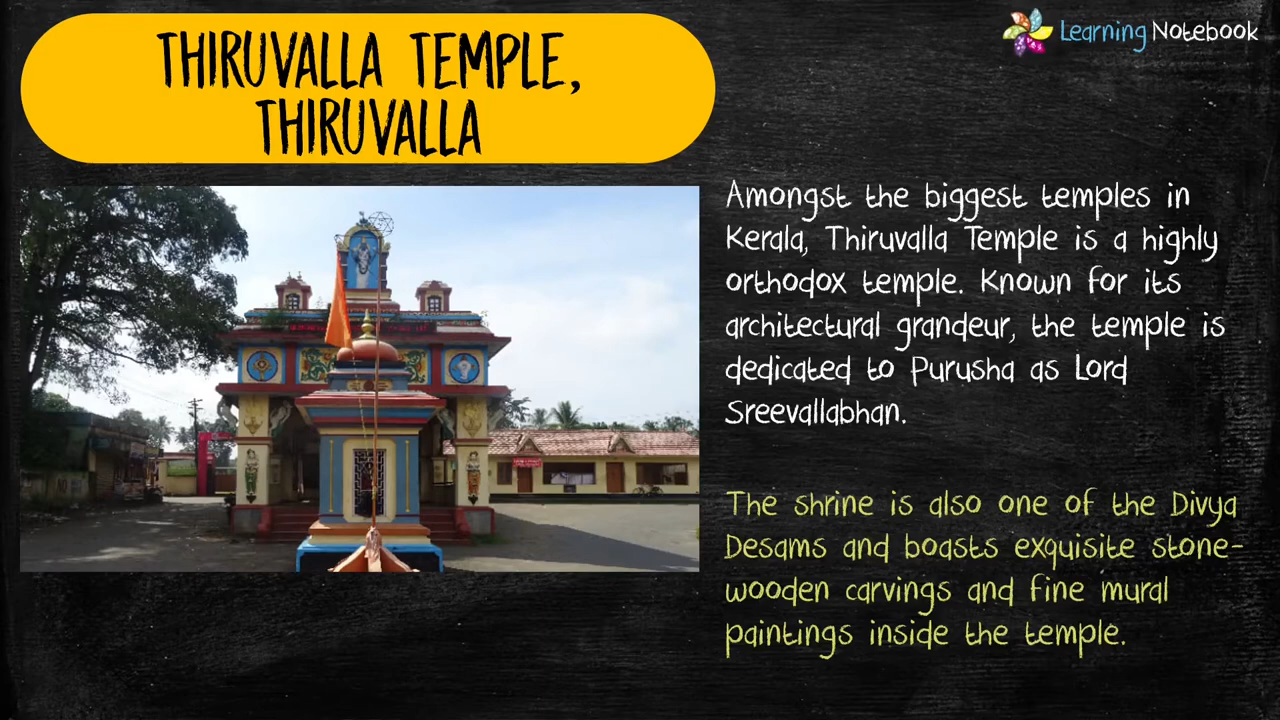 THIRUVALLA TEMPLE,
THIRUVALLA
Learning Notebook
Amongst the biggest temples in
Kerala, Thiruvalla Temple is a highly
orthodox temple. Known for its
architectural grandeur, the temple is
dedicated to Purusha as Lord
Sreevallabhan.
The shrine is also one of the Divya
Desams and boasts exquisite stone-
wooden carvings and fine mural
paintings inside the temple.